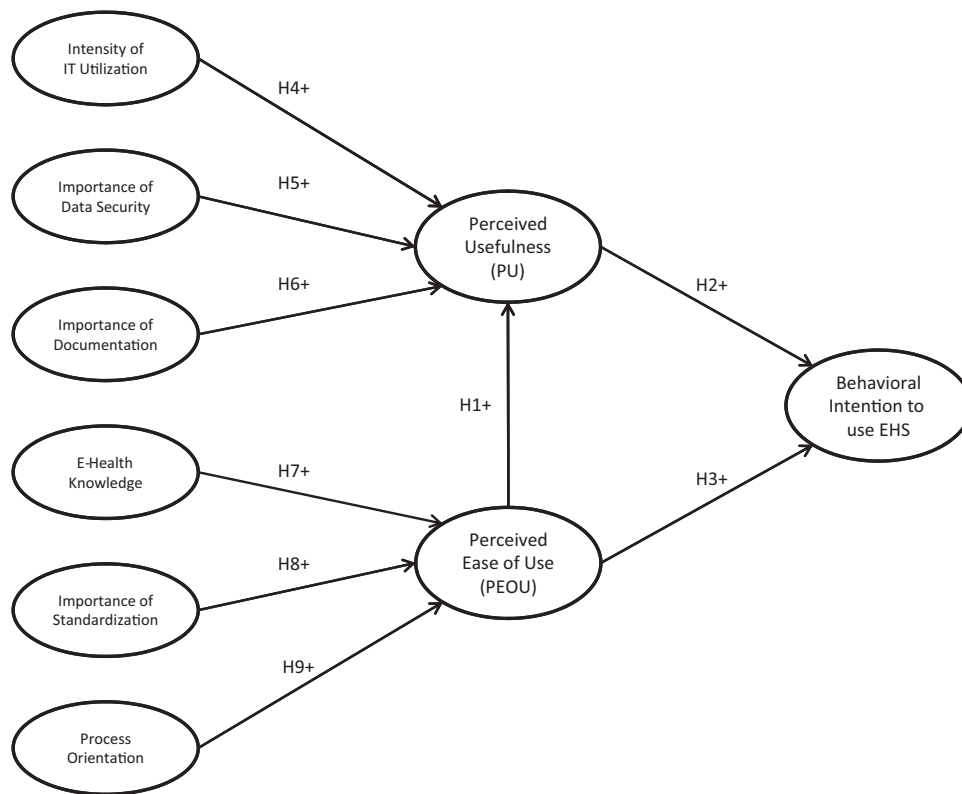 Intensity of
IT Utilization
H4+
Importance of
Data Security
H5+
Importance of
Documentation
H6+
Perceived
Usefulness
(PU)
H2+
H1+
Behavioral
Intention to
use EHS
E-Health
Knowledge
H7+
H3+
Perceived
Ease of Use
(PEOU)
Importance of
Standardization
H8+
H9+
Process
Orientation